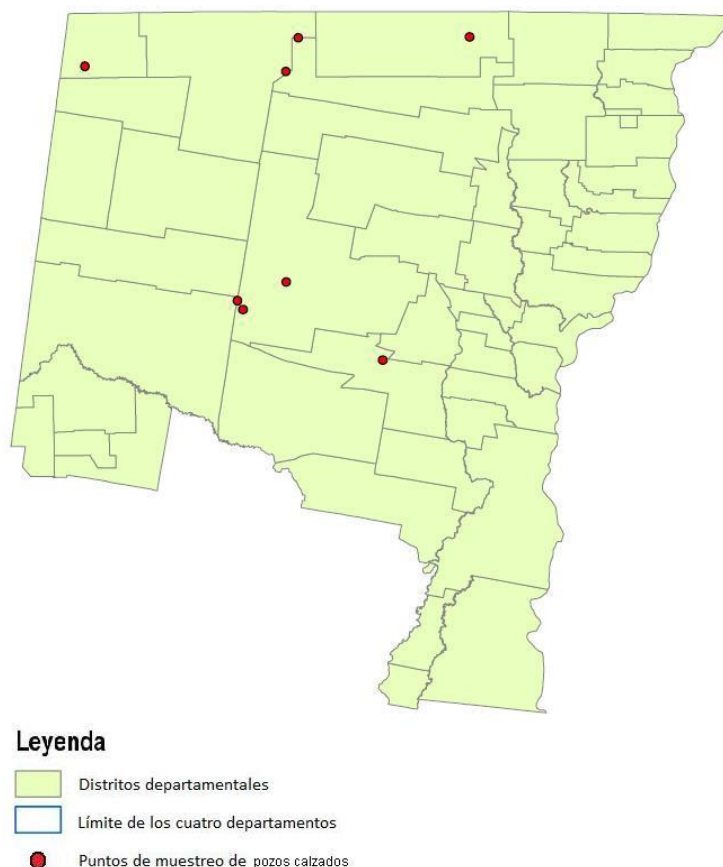 Leyenda
Distritos departamentales
Límite de los cuatro departamentos
Puntos de muestreo de pozos calzados